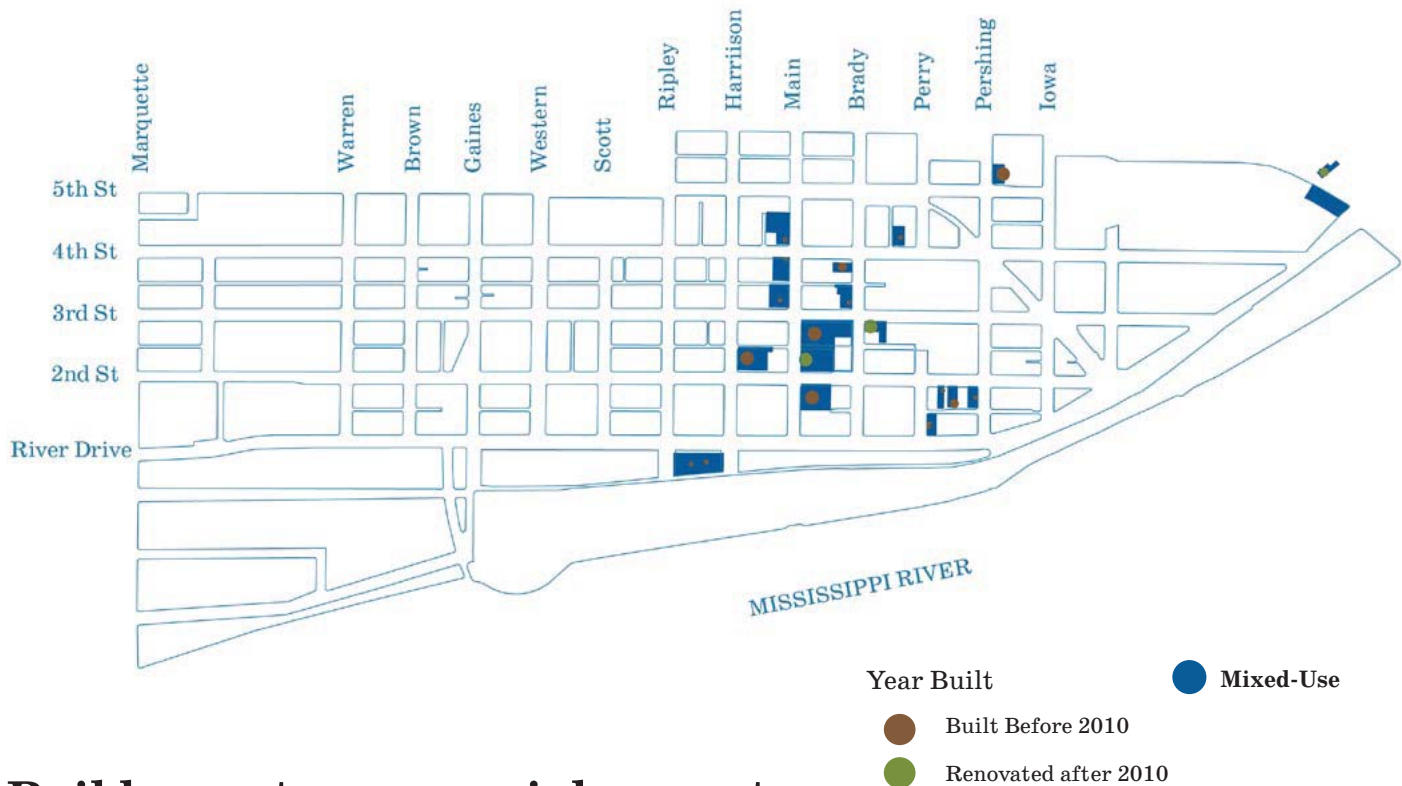 Marquette
Warren
Brown
Gaines
Western
Scott
Ripley
Harriison
Main
Brady
Perry
Pershing
Iowa
5th St
4th St
3rd St
2nd St
River Drive
MISSISSIPPI RIVER
Year Built
Mixed-Use
Built Before 2010
Renovated after 2010